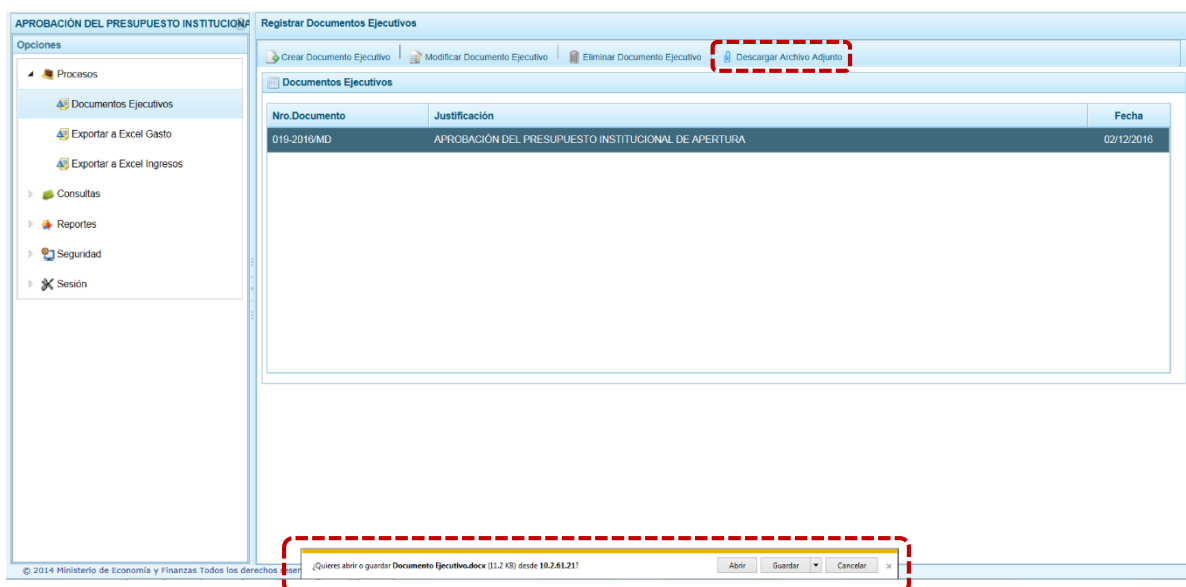 APROBACIÓN DEL PRESUPUESTO INSTITUCIONA
Registrar Documentos Ejecutivos
Opciones
Crear Documento Ejecutivo
Modificar Documento Ejecutivo
Eliminar Documento Ejecutivo
Descargar Archivo Adjunto
Procesos
Documentos Ejecutivos
Exportar a Excel Gasto
Exportar a Excel Ingresos
Consultas
Reportes
Seguridad
Sesión
Documentos Ejecutivos
Nro.Documento Justificación Fecha
019-2016/MD APROBACIÓN DEL PRESUPUESTO INSTITUCIONAL DE APERTURA 02/12/2016
© 2014 Ministerio de Economía y Finanzas Todos los derechos reser
¿Quieres abrir o guardar Documento Ejecutivo.docx (11.2 KB) desde 10.2.61.21?
Abrir Guardar Cancelar